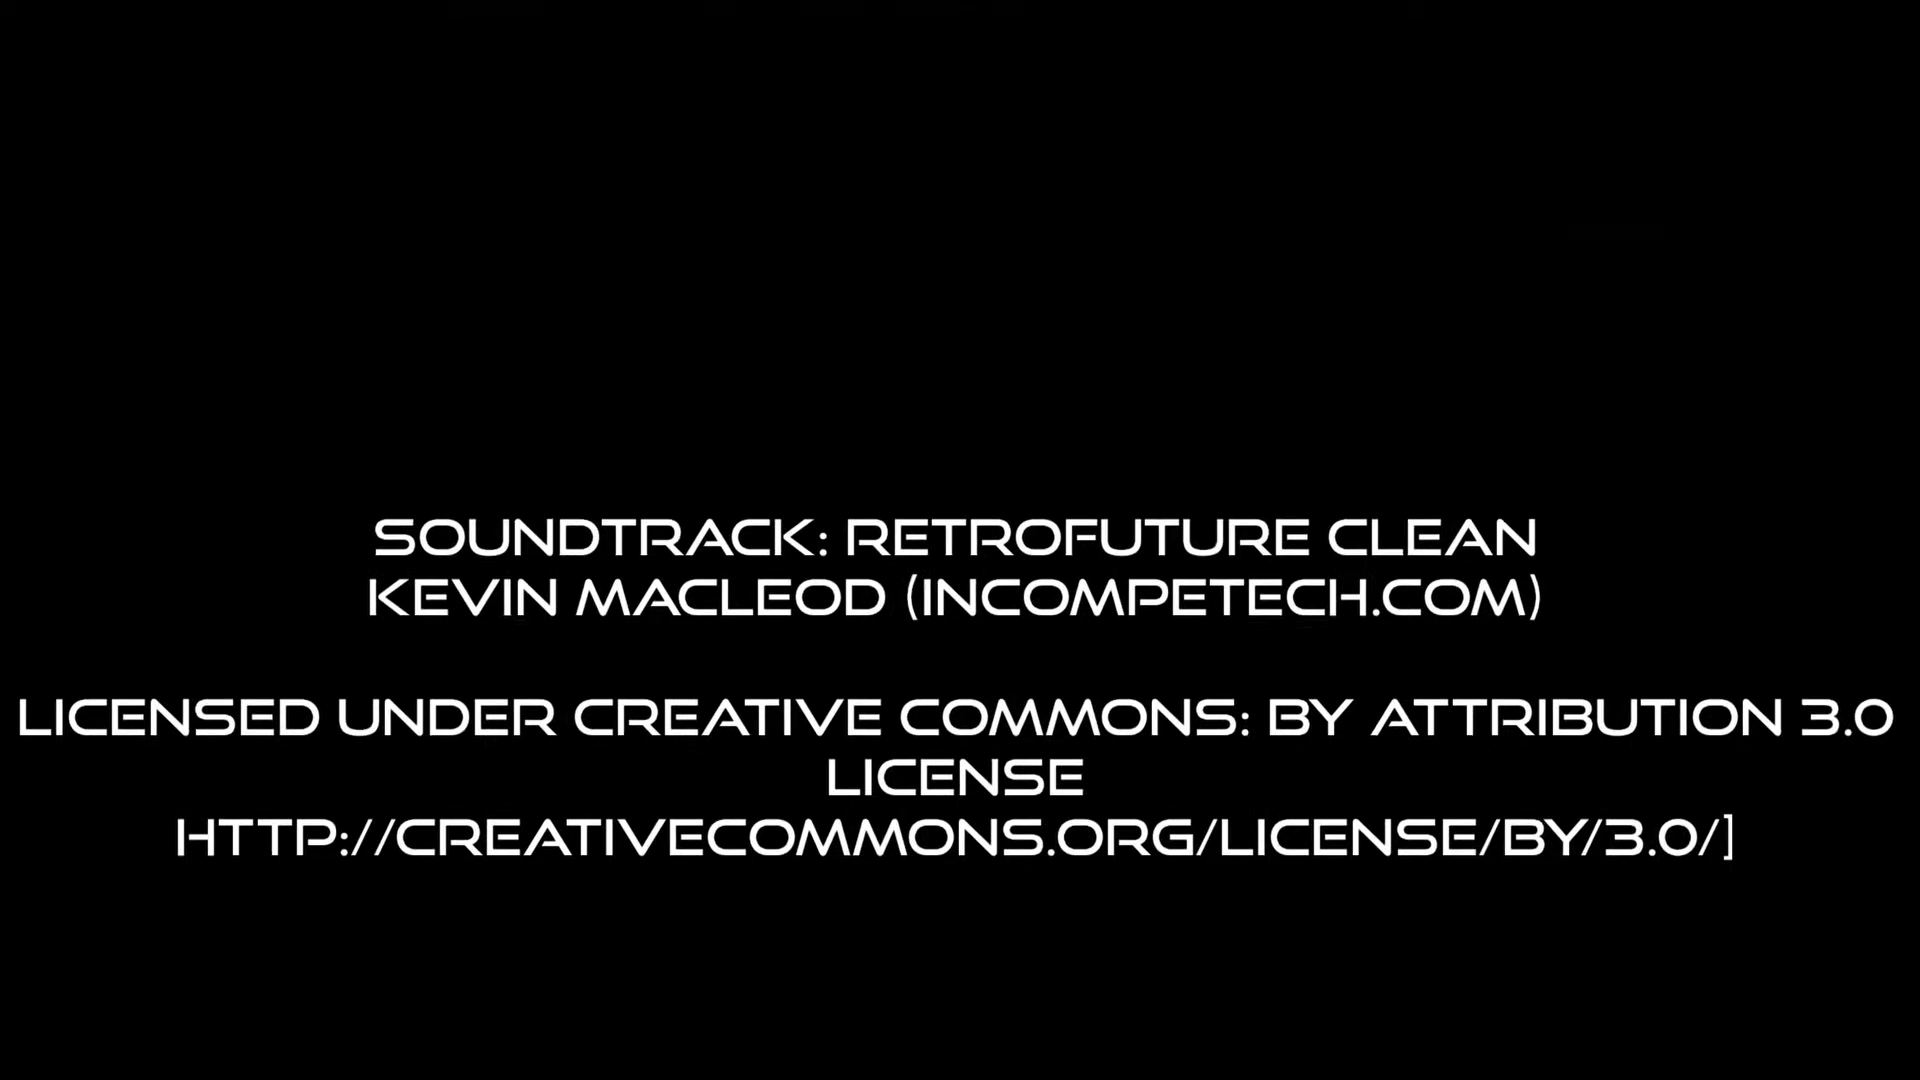 SOUNDTRACK: RETROFUTURE CLEAN
KEVIN MACLEOD (INCOMPETECH.COM)
LICENSED UNDER CREATIVE COMMONS: BY ATTRIBUTION 3.0
LICENSE
HTTP://CREATIVECOMMONS.ORG/LICENSE/BY/3.0/]